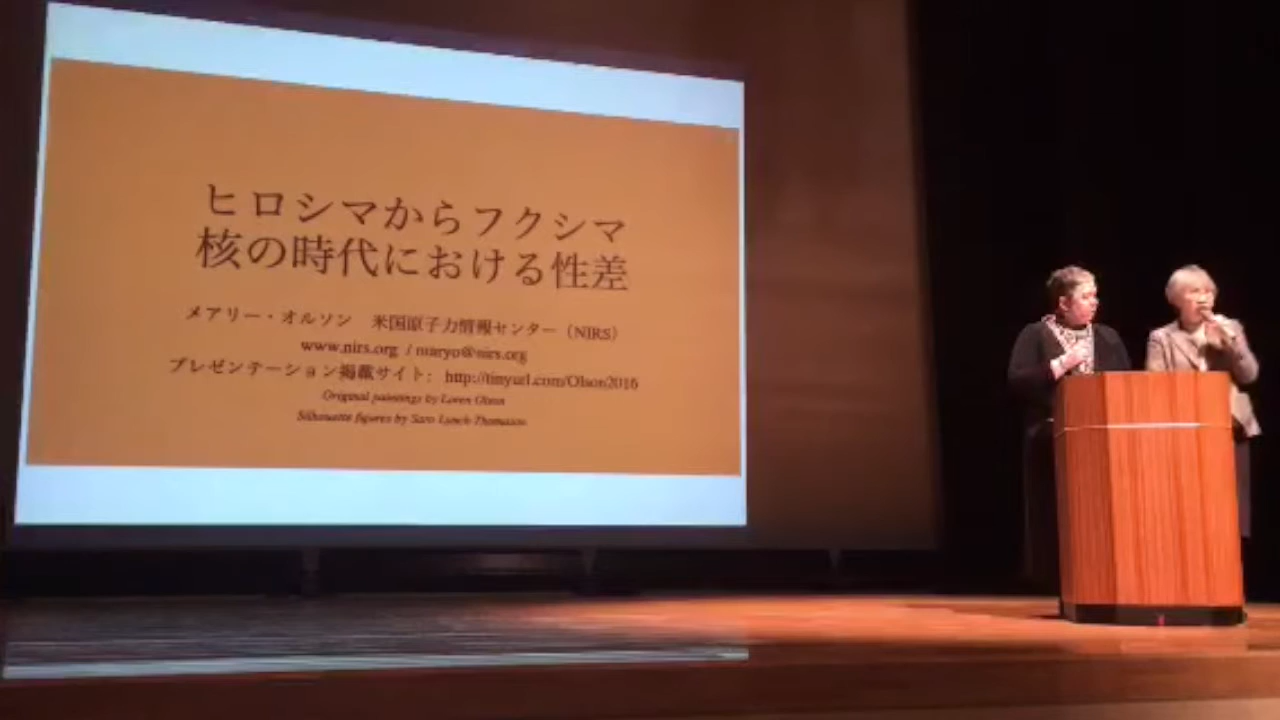 ヒロシマからフクシマ
核の時代における性差
メアリー・オルソン 米国原子力情報センター（NIRS）
www.nirs.org / maryo@nirs.org
プレゼンテーション掲載サイト： http://tinyurl.com/Olson2016
Original paintings by Loren Olson
Silhouette figures by Sara Lynch-Thomason